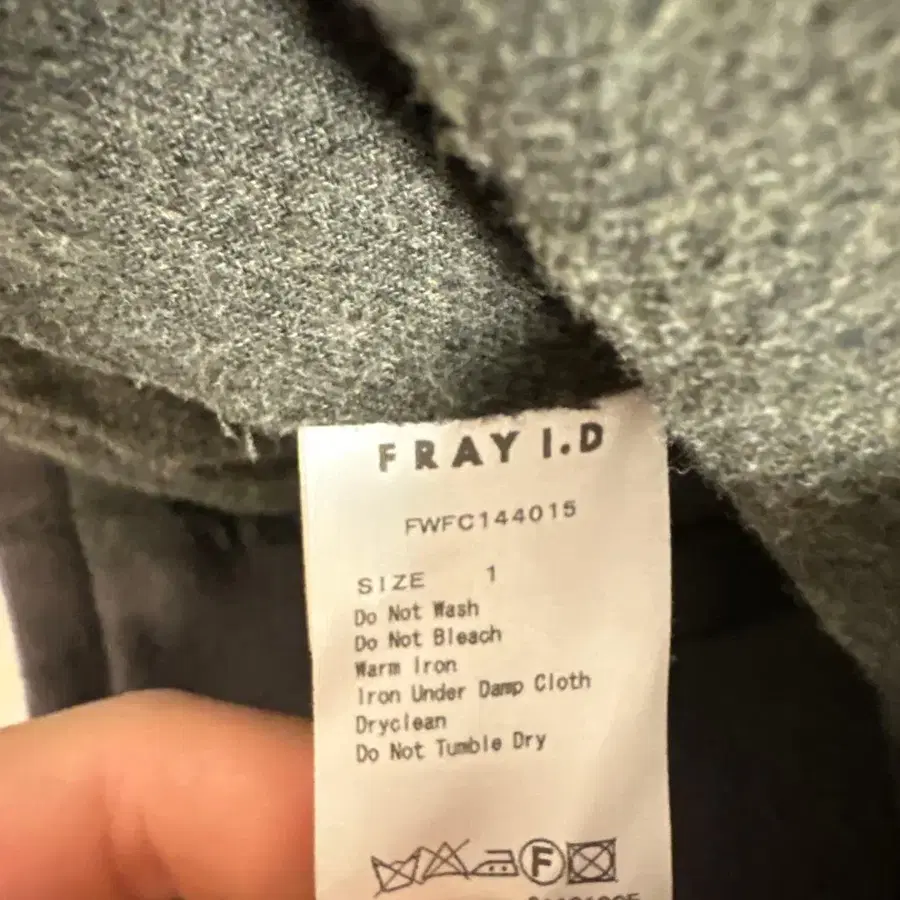 FRAY I.D
FWFC144015
SIZE 1
Do Not Wash
Do Not Bleach
Warm Iron
Iron Under Damp Cloth
Dryclean
Do Not Tumble Dry
F